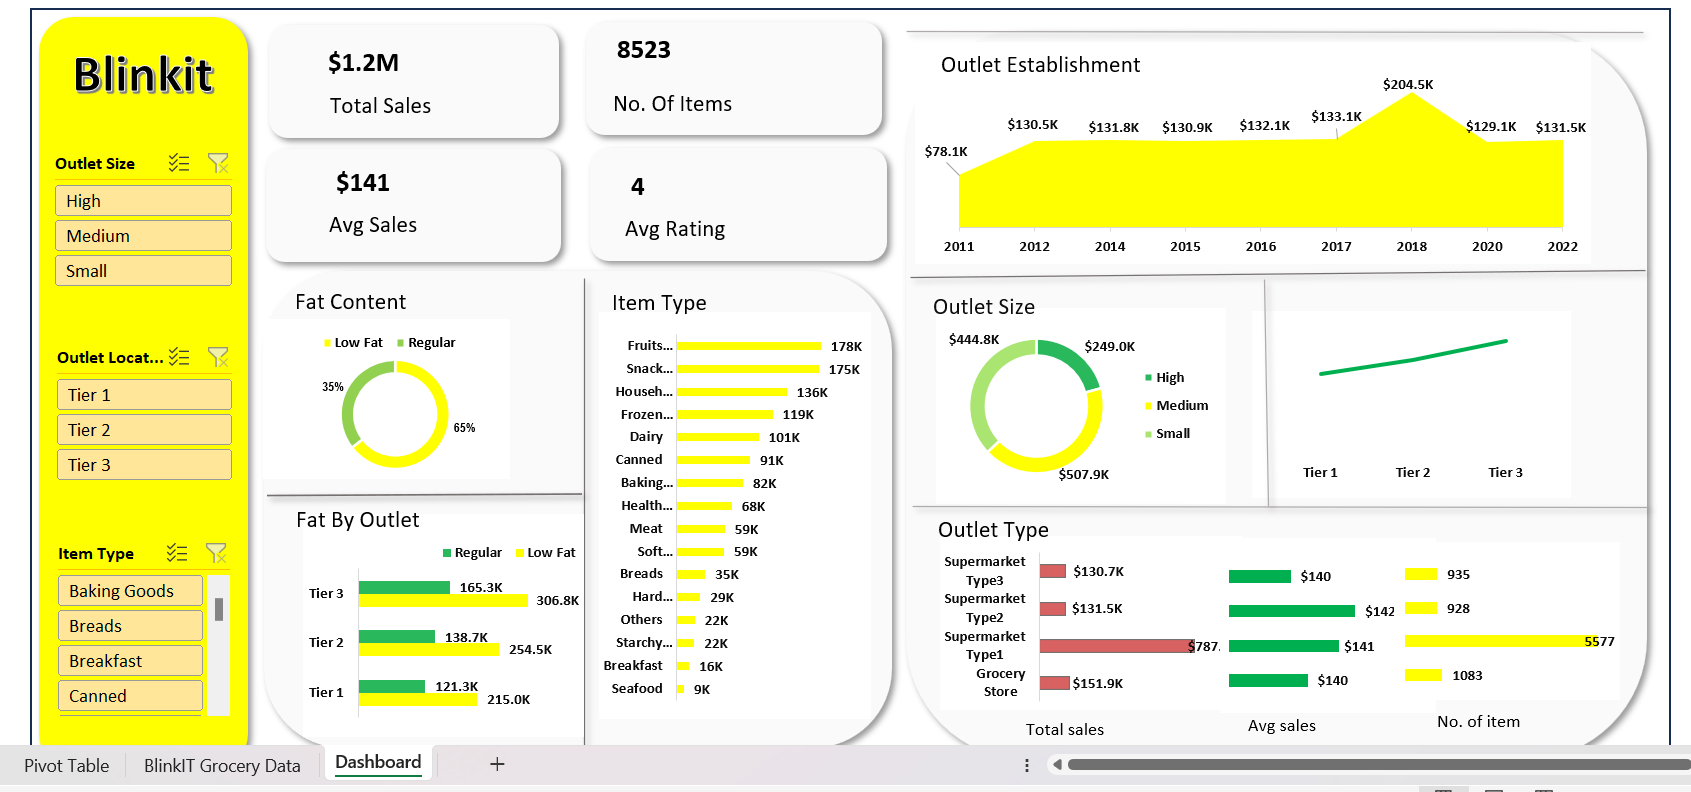 Blinkit
Outlet Size
High
Medium
Small
Outlet Locat...
Tier 1
Tier 2
Tier 3
Item Type
Baking Goods
Breads
Breakfast
Canned
$1.2M
Total Sales
8523
No. Of Items
$141
Avg Sales
4
Avg Rating
Fat Content
Low Fat Regular
35%
65%
Fat By Outlet
Regular Low Fat
Tier 3 165.3K
306.8K
Tier 2 138.7K
254.5K
Tier 1 121.3K
215.0K
Item Type
Fruits... 178K
Snack... 175K
Househ... 136K
Frozen... 119K
Dairy 101K
Canned 91K
Baking... 82K
Health... 68K
Meat 59K
Soft... 59K
Breads 35K
Hard... 29K
Others 22K
Starchy... 22K
Breakfast 16K
Seafood 9K
Outlet Establishment
$78.1K $130.5K $131.8K $130.9K $132.1K $133.1K $204.5K $129.1K $131.5K
2011 2012 2014 2015 2016 2017 2018 2020 2022
Outlet Size
$444.8K
$249.0K
$507.9K
High
Medium
Small
Tier 1 Tier 2 Tier 3
Outlet Type
Supermarket
Type3
Supermarket
Type2
Supermarket
Type1
Grocery
Store
$130.7K
$131.5K
$787.
$151.9K
Total sales
$140
$142
$141
$140
Avg sales
935
928
5577
1083
No. of item
Pivot Table BlinkIT Grocery Data Dashboard +